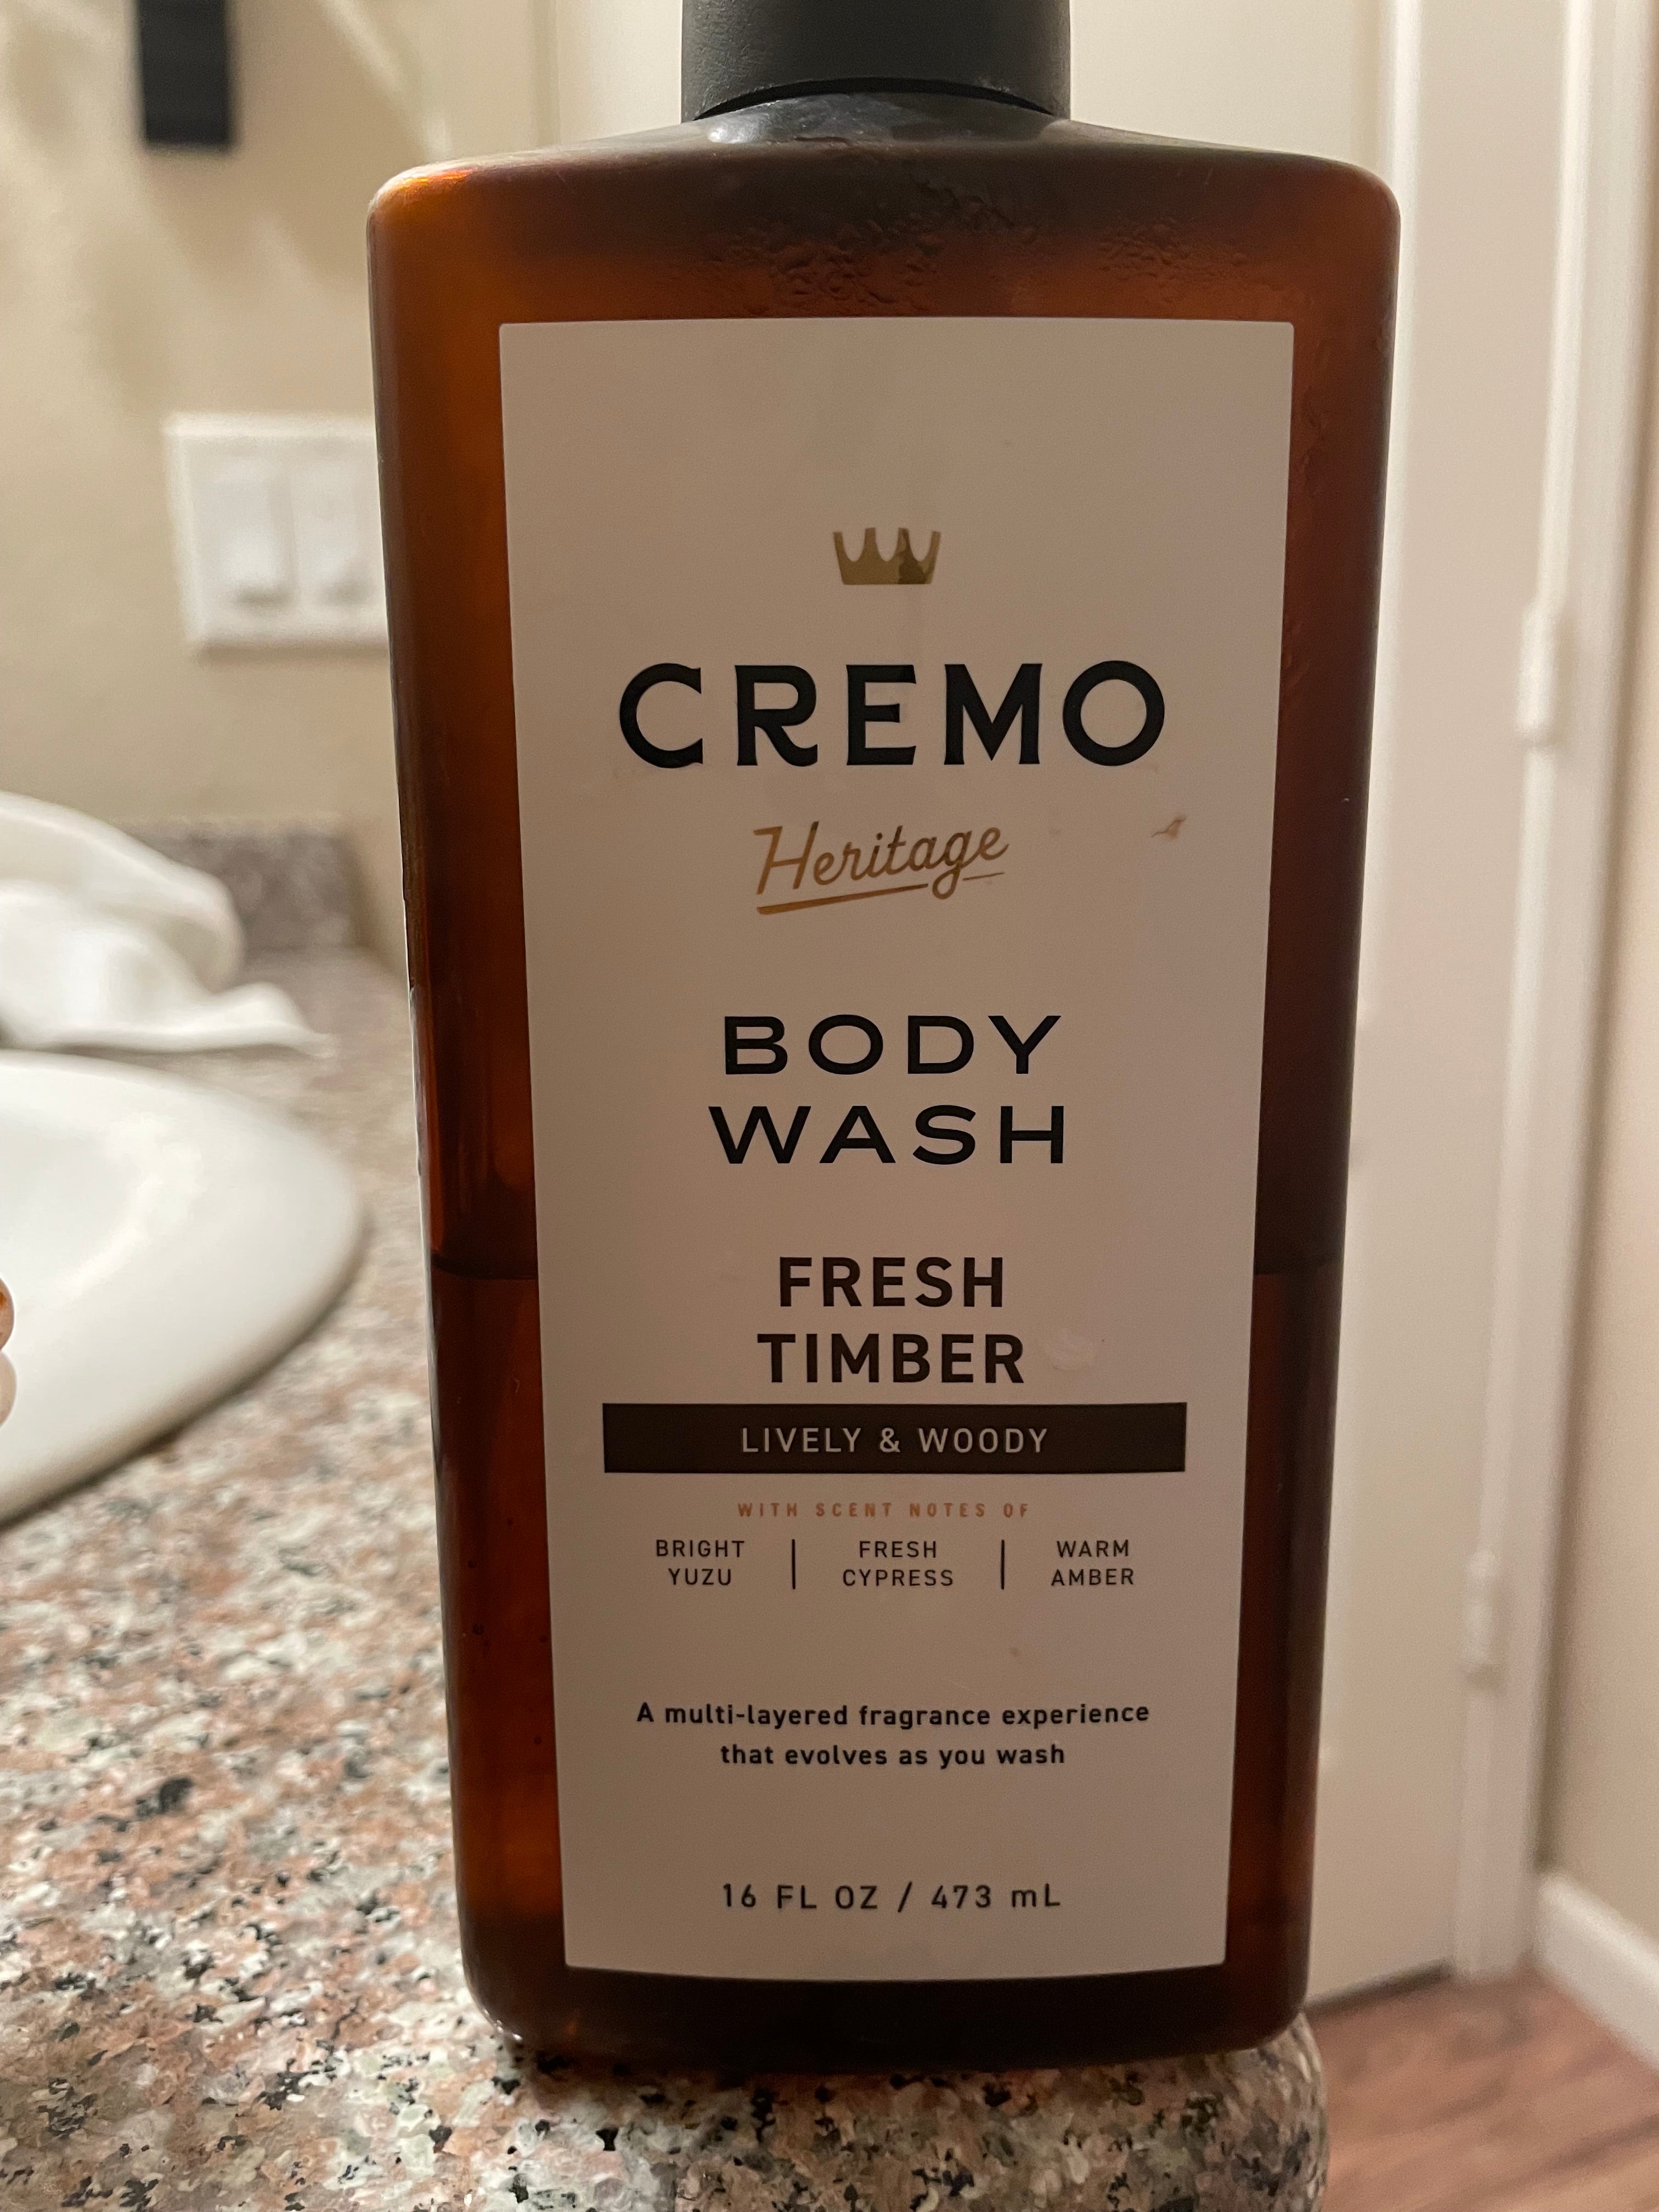 CREMO
Heritage
BODY
WASH
FRESH
TIMBER
LIVELY & WOODY
WITH SCENT NOTES OF
BRIGHT YUZU | FRESH CYPRESS | WARM AMBER
A multi-layered fragrance experience
that evolves as you wash
16 FL OZ / 473 mL